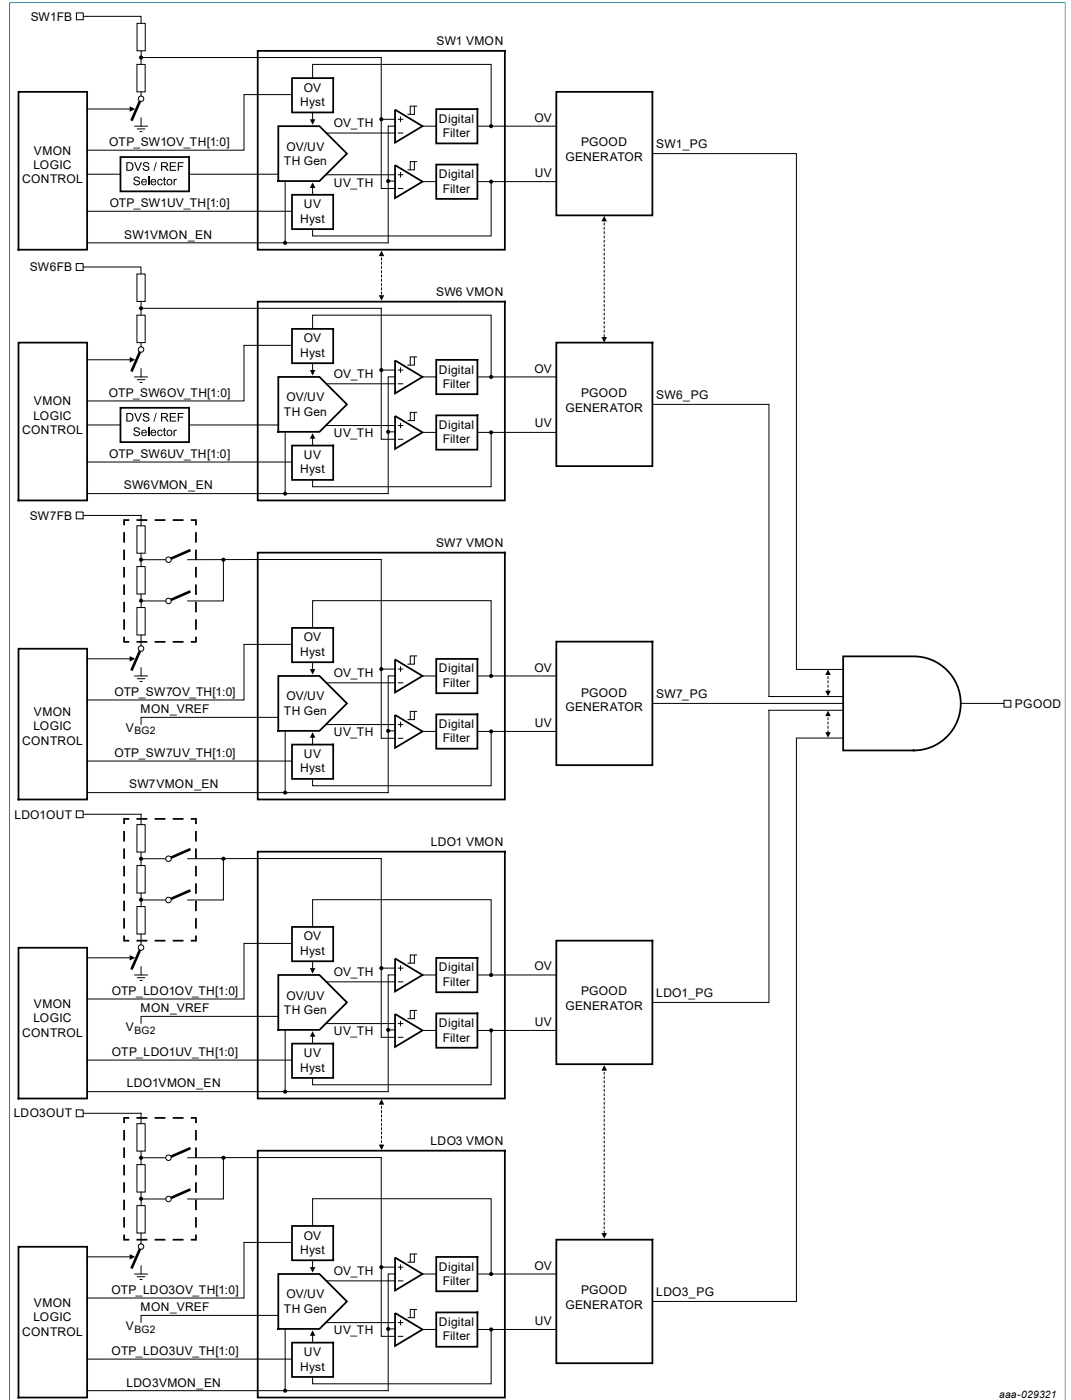 SW1FB
SW1 VMON
VMON
LOGIC
CONTROL
OTP_SW1OV_TH[1:0]
DVS / REF
Selector
OTP_SW1UV_TH[1:0]
SW1VMON_EN
OV
Hyst
OV/UV
TH Gen
UV
Hyst
OV_TH
UV_TH
+
−
+
−
Digital
Filter
Digital
Filter
OV
UV
PGOOD
GENERATOR
SW1_PG
SW6FB
SW6 VMON
VMON
LOGIC
CONTROL
OTP_SW6OV_TH[1:0]
DVS / REF
Selector
OTP_SW6UV_TH[1:0]
SW6VMON_EN
OV
Hyst
OV/UV
TH Gen
UV
Hyst
OV_TH
UV_TH
+
−
+
−
Digital
Filter
Digital
Filter
OV
UV
PGOOD
GENERATOR
SW6_PG
SW7FB
SW7 VMON
VMON
LOGIC
CONTROL
OTP_SW7OV_TH[1:0]
MON_VREF
VBG2
OTP_SW7UV_TH[1:0]
SW7VMON_EN
OV
Hyst
OV/UV
TH Gen
UV
Hyst
OV_TH
UV_TH
+
−
+
−
Digital
Filter
Digital
Filter
OV
UV
PGOOD
GENERATOR
SW7_PG
PGOOD
LDO1OUT
LDO1 VMON
VMON
LOGIC
CONTROL
OTP_LDO1OV_TH[1:0]
MON_VREF
VBG2
OTP_LDO1UV_TH[1:0]
LDO1VMON_EN
OV
Hyst
OV/UV
TH Gen
UV
Hyst
OV_TH
UV_TH
+
−
+
−
Digital
Filter
Digital
Filter
OV
UV
PGOOD
GENERATOR
LDO1_PG
LDO3OUT
LDO3 VMON
VMON
LOGIC
CONTROL
OTP_LDO3OV_TH[1:0]
MON_VREF
VBG2
OTP_LDO3UV_TH[1:0]
LDO3VMON_EN
OV
Hyst
OV/UV
TH Gen
UV
Hyst
OV_TH
UV_TH
+
−
+
−
Digital
Filter
Digital
Filter
OV
UV
PGOOD
GENERATOR
LDO3_PG
aaa-029321